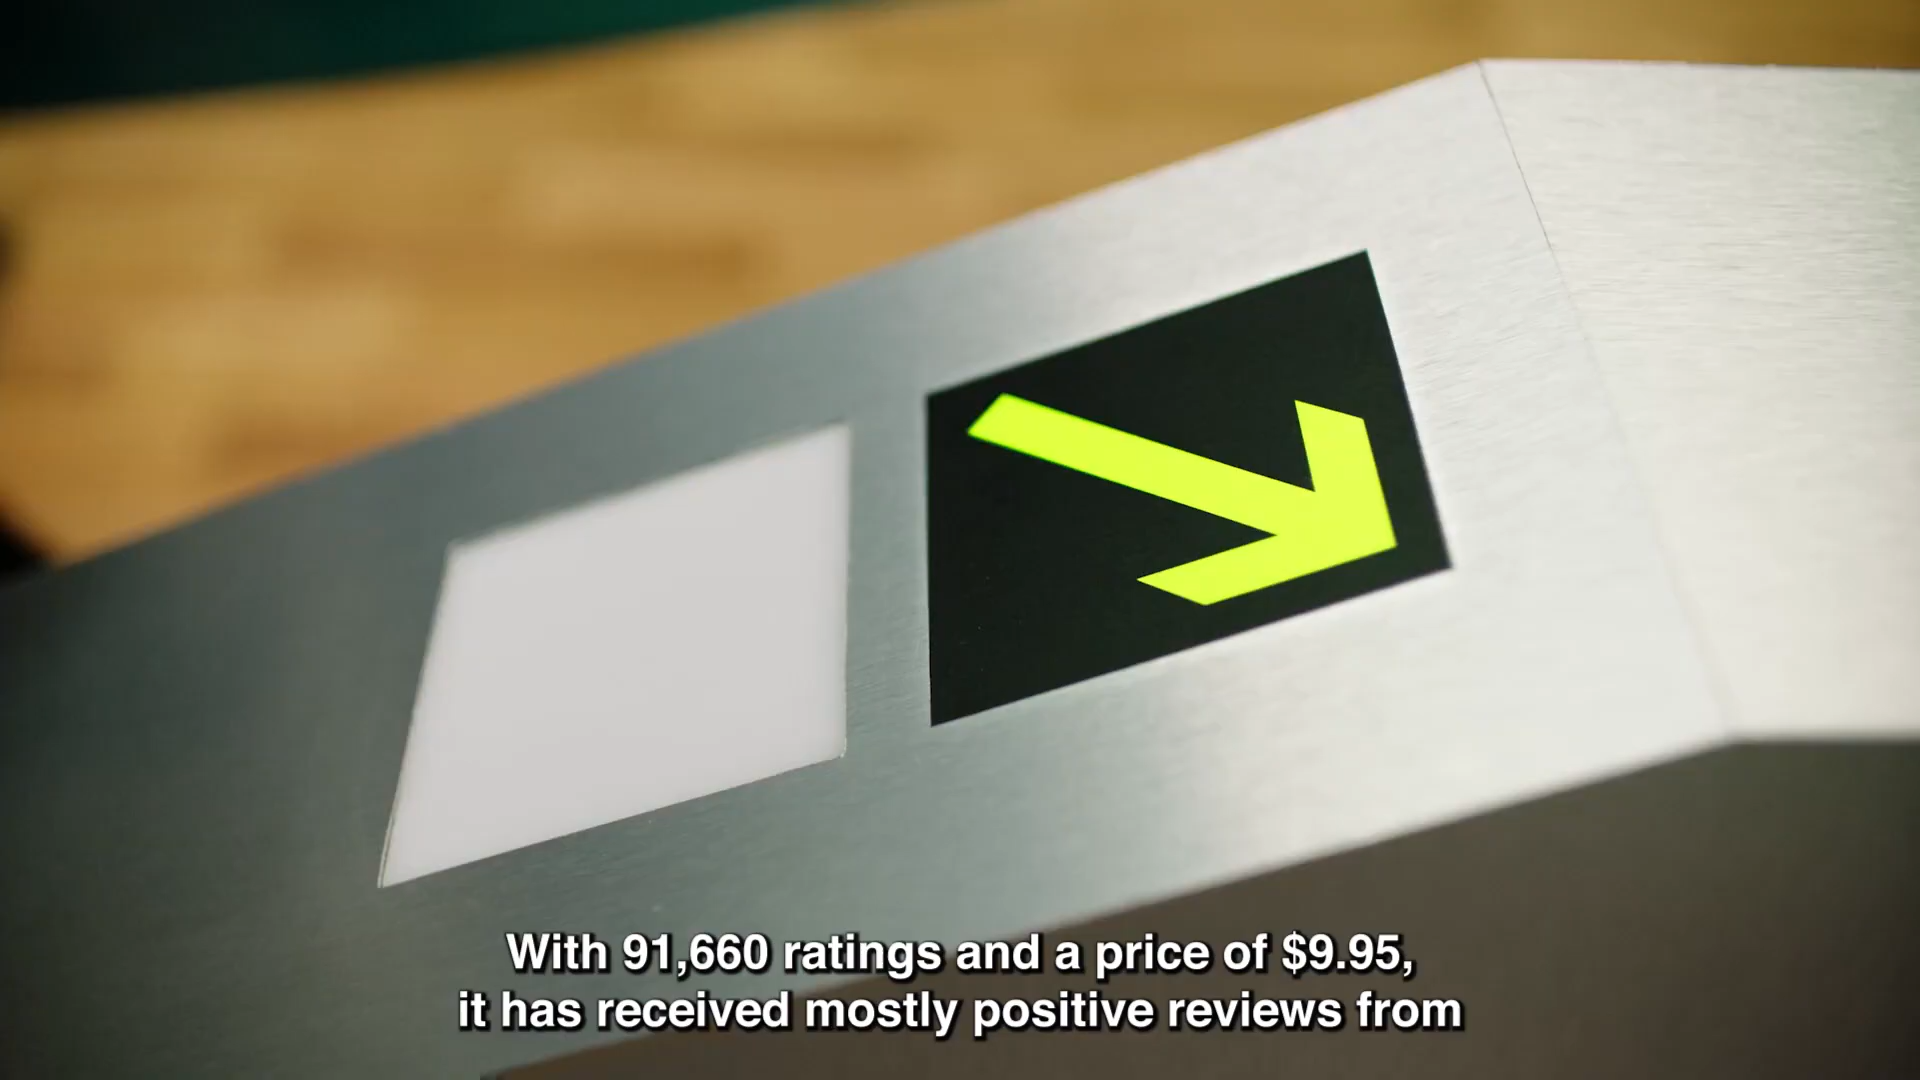 With 91,660 ratings and a price of $9.95,
it has received mostly positive reviews from